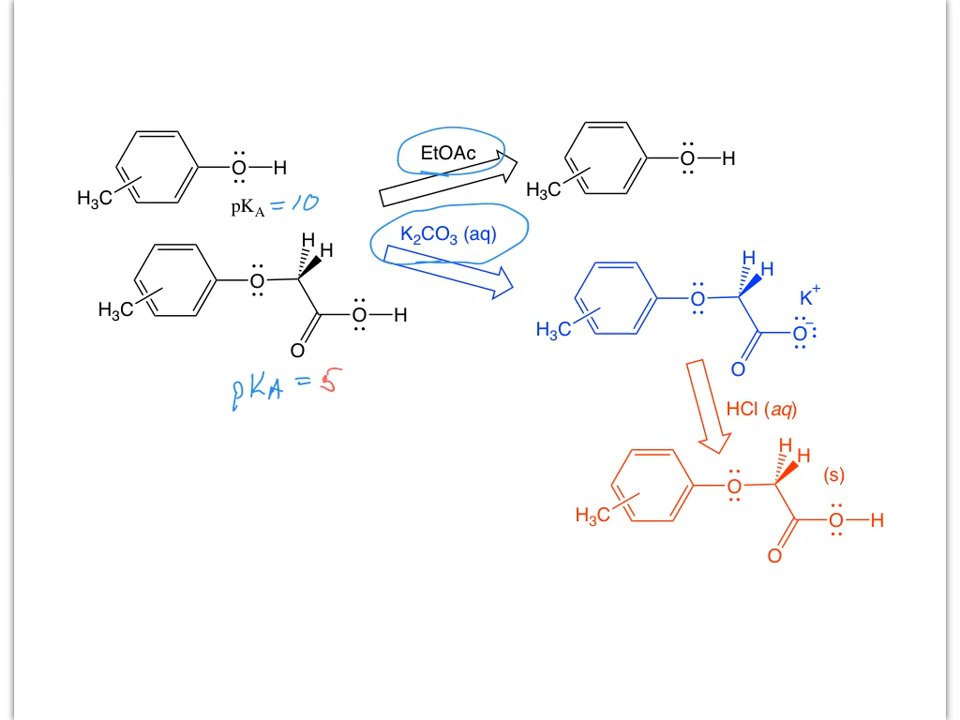 EtOAc
O—H
H₃C
pKA = 10
O—H
H₃C
K₂CO₃ (aq)
H
H
O
H₃C
O—H
O
pKA = 5
H
H
K⁺
O
H₃C
O⁻
O
HCl (aq)
H
H
(s)
O
H₃C
O—H
O